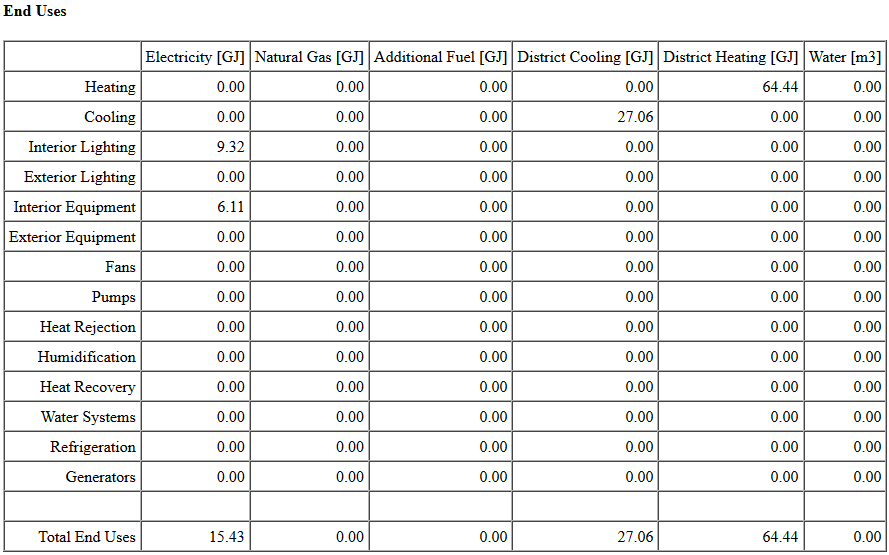 End Uses
Electricity [GJ] Natural Gas [GJ] Additional Fuel [GJ] District Cooling [GJ] District Heating [GJ] Water [m3]
Heating 0.00 0.00 0.00 0.00 64.44 0.00
Cooling 0.00 0.00 0.00 27.06 0.00 0.00
Interior Lighting 9.32 0.00 0.00 0.00 0.00 0.00
Exterior Lighting 0.00 0.00 0.00 0.00 0.00 0.00
Interior Equipment 6.11 0.00 0.00 0.00 0.00 0.00
Exterior Equipment 0.00 0.00 0.00 0.00 0.00 0.00
Fans 0.00 0.00 0.00 0.00 0.00 0.00
Pumps 0.00 0.00 0.00 0.00 0.00 0.00
Heat Rejection 0.00 0.00 0.00 0.00 0.00 0.00
Humidification 0.00 0.00 0.00 0.00 0.00 0.00
Heat Recovery 0.00 0.00 0.00 0.00 0.00 0.00
Water Systems 0.00 0.00 0.00 0.00 0.00 0.00
Refrigeration 0.00 0.00 0.00 0.00 0.00 0.00
Generators 0.00 0.00 0.00 0.00 0.00 0.00
Total End Uses 15.43 0.00 0.00 27.06 64.44 0.00